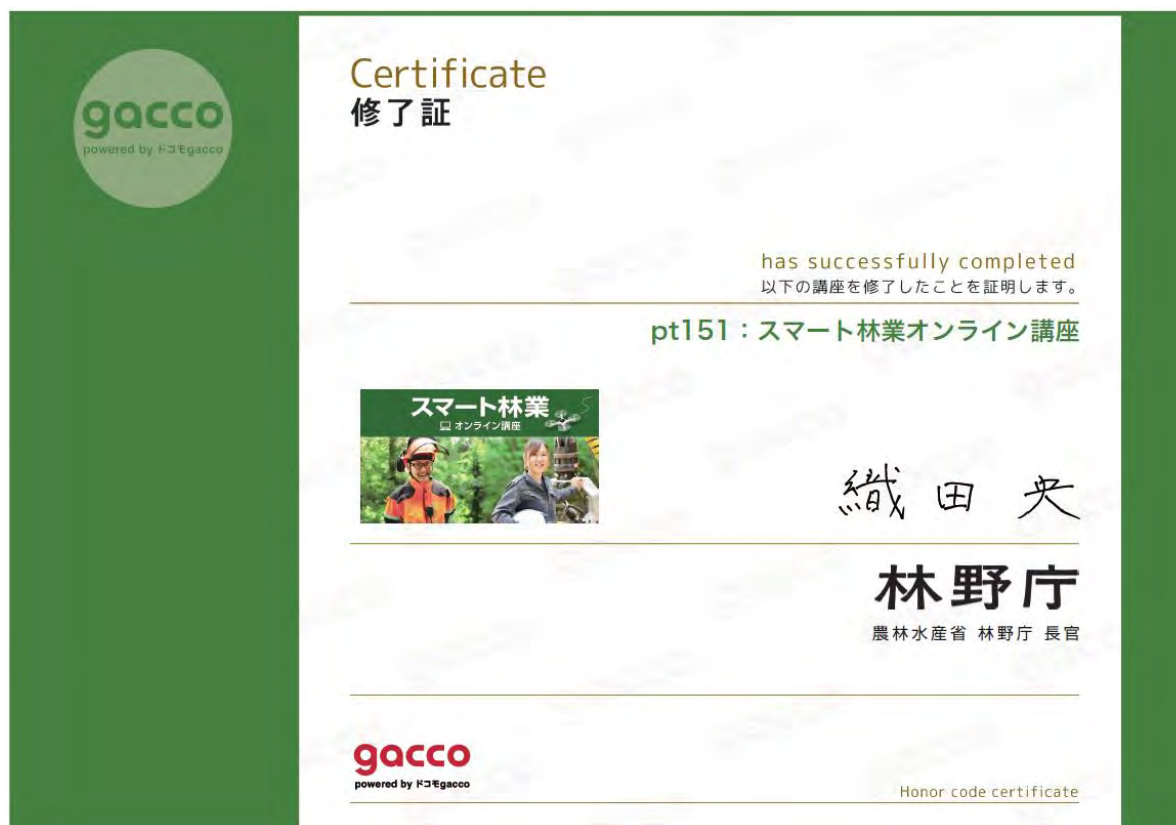 gacco
powered by ドコモgacco
Certificate
修了証
has successfully completed
以下の講座を修了したことを証明します。
pt151：スマート林業オンライン講座
スマート林業
オンライン講座
織田 央
林野庁
農林水産省 林野庁 長官
gacco
powered by ドコモgacco
Honor code certificate